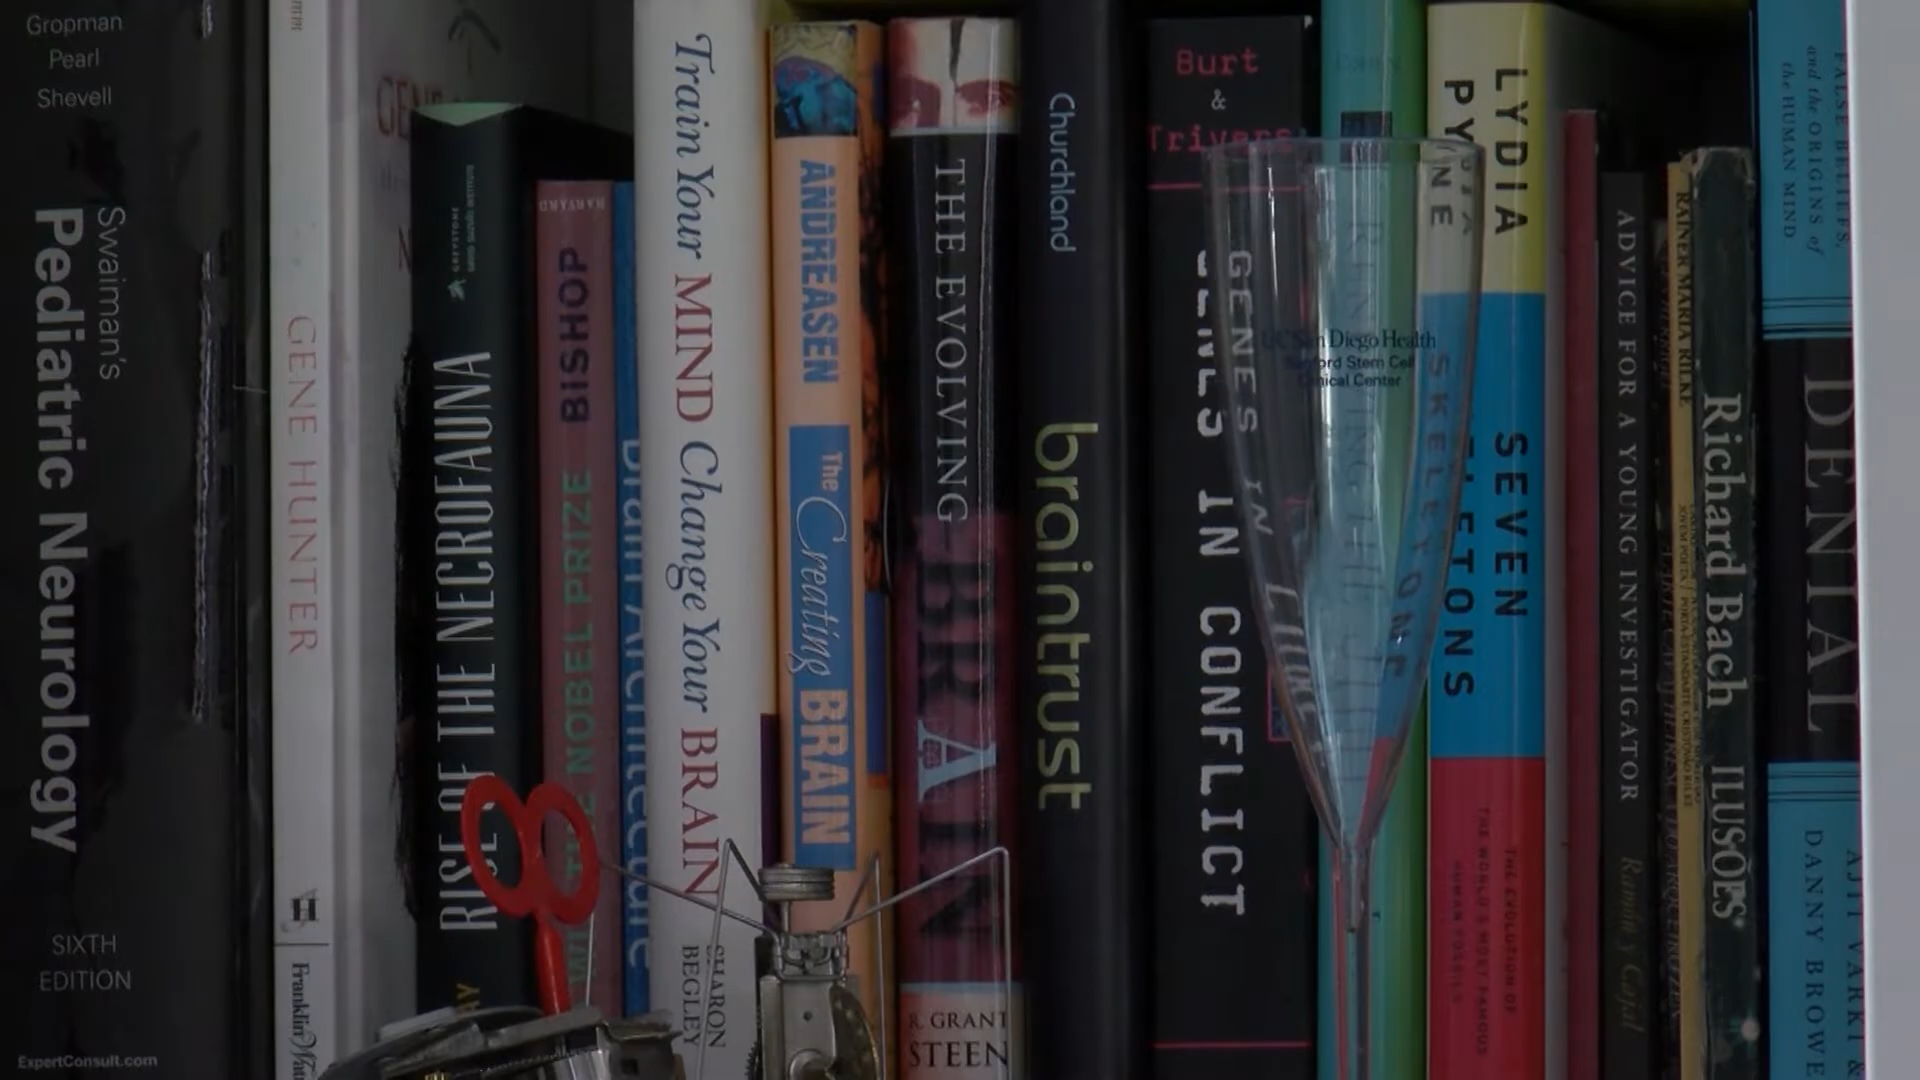 Gropman
Pearl
Shevell
Swaiman's
Pediatric Neurology
SIXTH
EDITION
ExpertConsult.com
GENE HUNTER
H
Franklin
GREYSTONE
RISE OF THE NECROFAUNA
HARVARD
BISHOP
NOBEL PRIZE
Brain Architecture
Train Your MIND Change Your BRAIN
SHARON
BEGLEY
ANDREASEN
The Creating BRAIN
THE EVOLVING
BRAIN
R. GRANT
STEEN
Churchland
braintrust
Burt
&
Trivers
GENES IN CONFLICT
UC San Diego Health
Sanford Stem Cell
Clinical Center
LYDIA
PYNE
SEVEN
SKELETONS
THE EVOLUTION OF
THE WORLD'S MOST FAMOUS
HUMAN FOSSILS
ADVICE FOR A YOUNG INVESTIGATOR
Ramón y Cajal
RAINER MARIA RILKE
Richard Bach ILUSÕES
FALSE BELIEFS,
and the ORIGINS of
the HUMAN MIND
DENIAL
AJIT VARKI &
DANNY BROWE